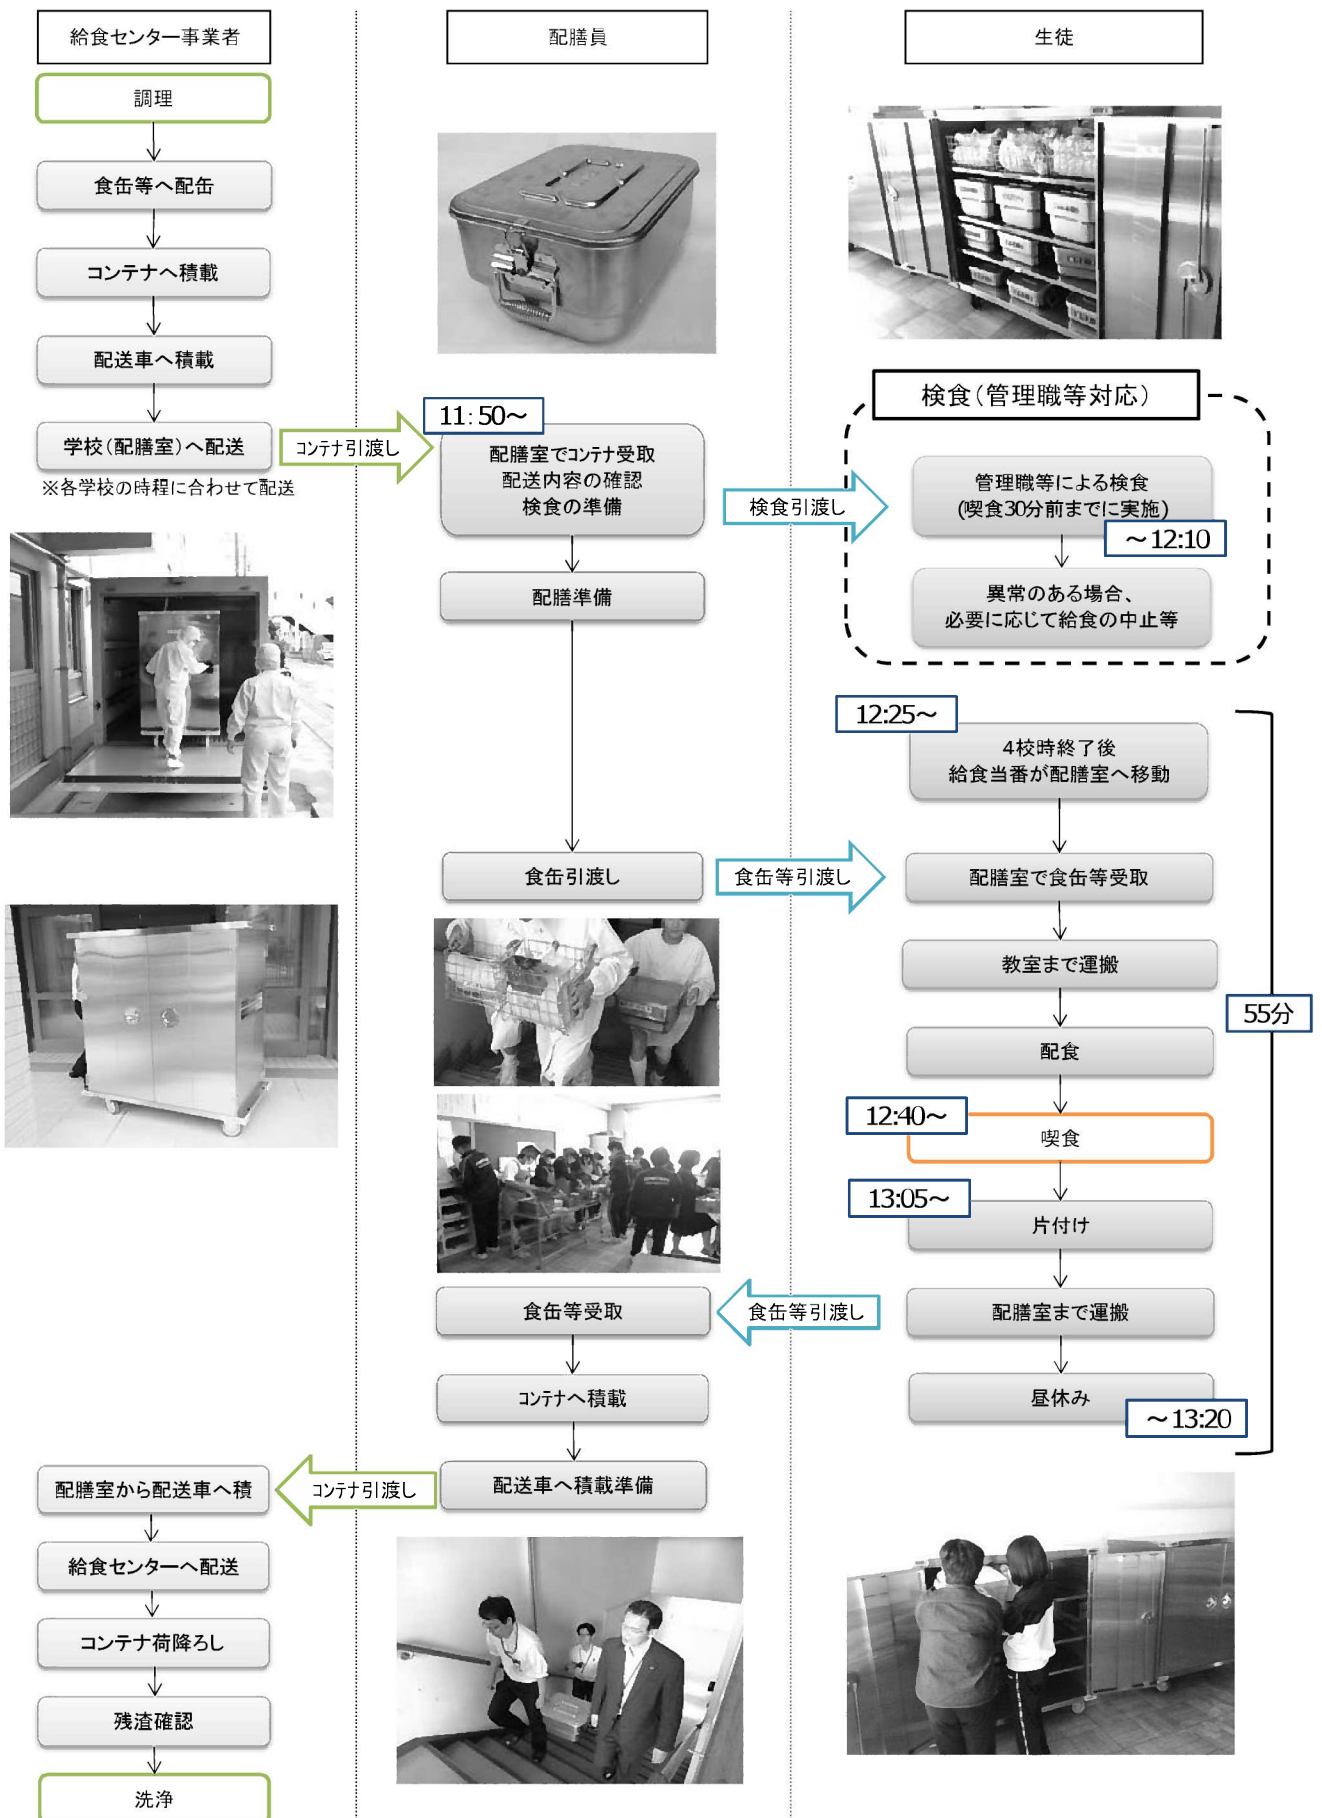 給食センター事業者
調理
食缶等へ配缶
コンテナへ積載
配送車へ積載
学校（配膳室）へ配送
※各学校の時程に合わせて配送
コンテナ引渡し
配膳員
11:50～
配膳室でコンテナ受取
配送内容の確認
検食の準備
配膳準備
検食引渡し
生徒
検食（管理職等対応）
管理職等による検食
(喫食30分前までに実施)
～12:10
異常のある場合、
必要に応じて給食の中止等
12:25～
4校時終了後
給食当番が配膳室へ移動
食缶引渡し
食缶等引渡し
配膳室で食缶等受取
教室まで運搬
配食
12:40～
喫食
13:05～
片付け
配膳室まで運搬
昼休み
～13:20
55分
食缶等引渡し
食缶等受取
コンテナへ積載
配送車へ積載準備
コンテナ引渡し
配膳室から配送車へ積
給食センターへ配送
コンテナ荷降ろし
残渣確認
洗浄